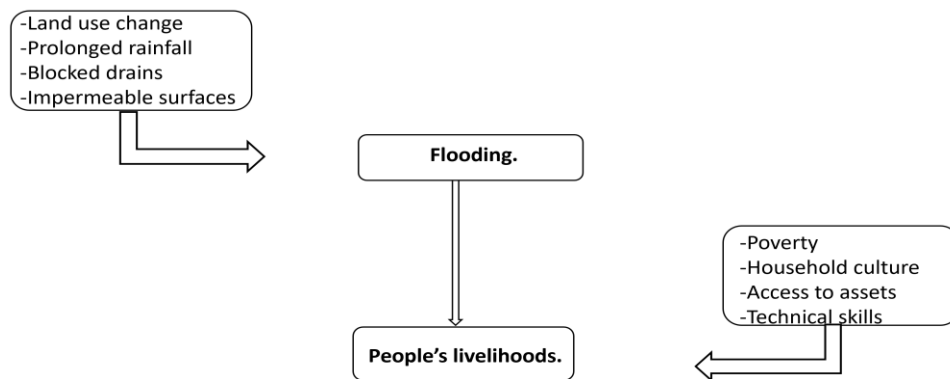 -Land use change
-Prolonged rainfall
-Blocked drains
-Impermeable surfaces
Flooding.
-Poverty
-Household culture
-Access to assets
-Technical skills
People’s livelihoods.